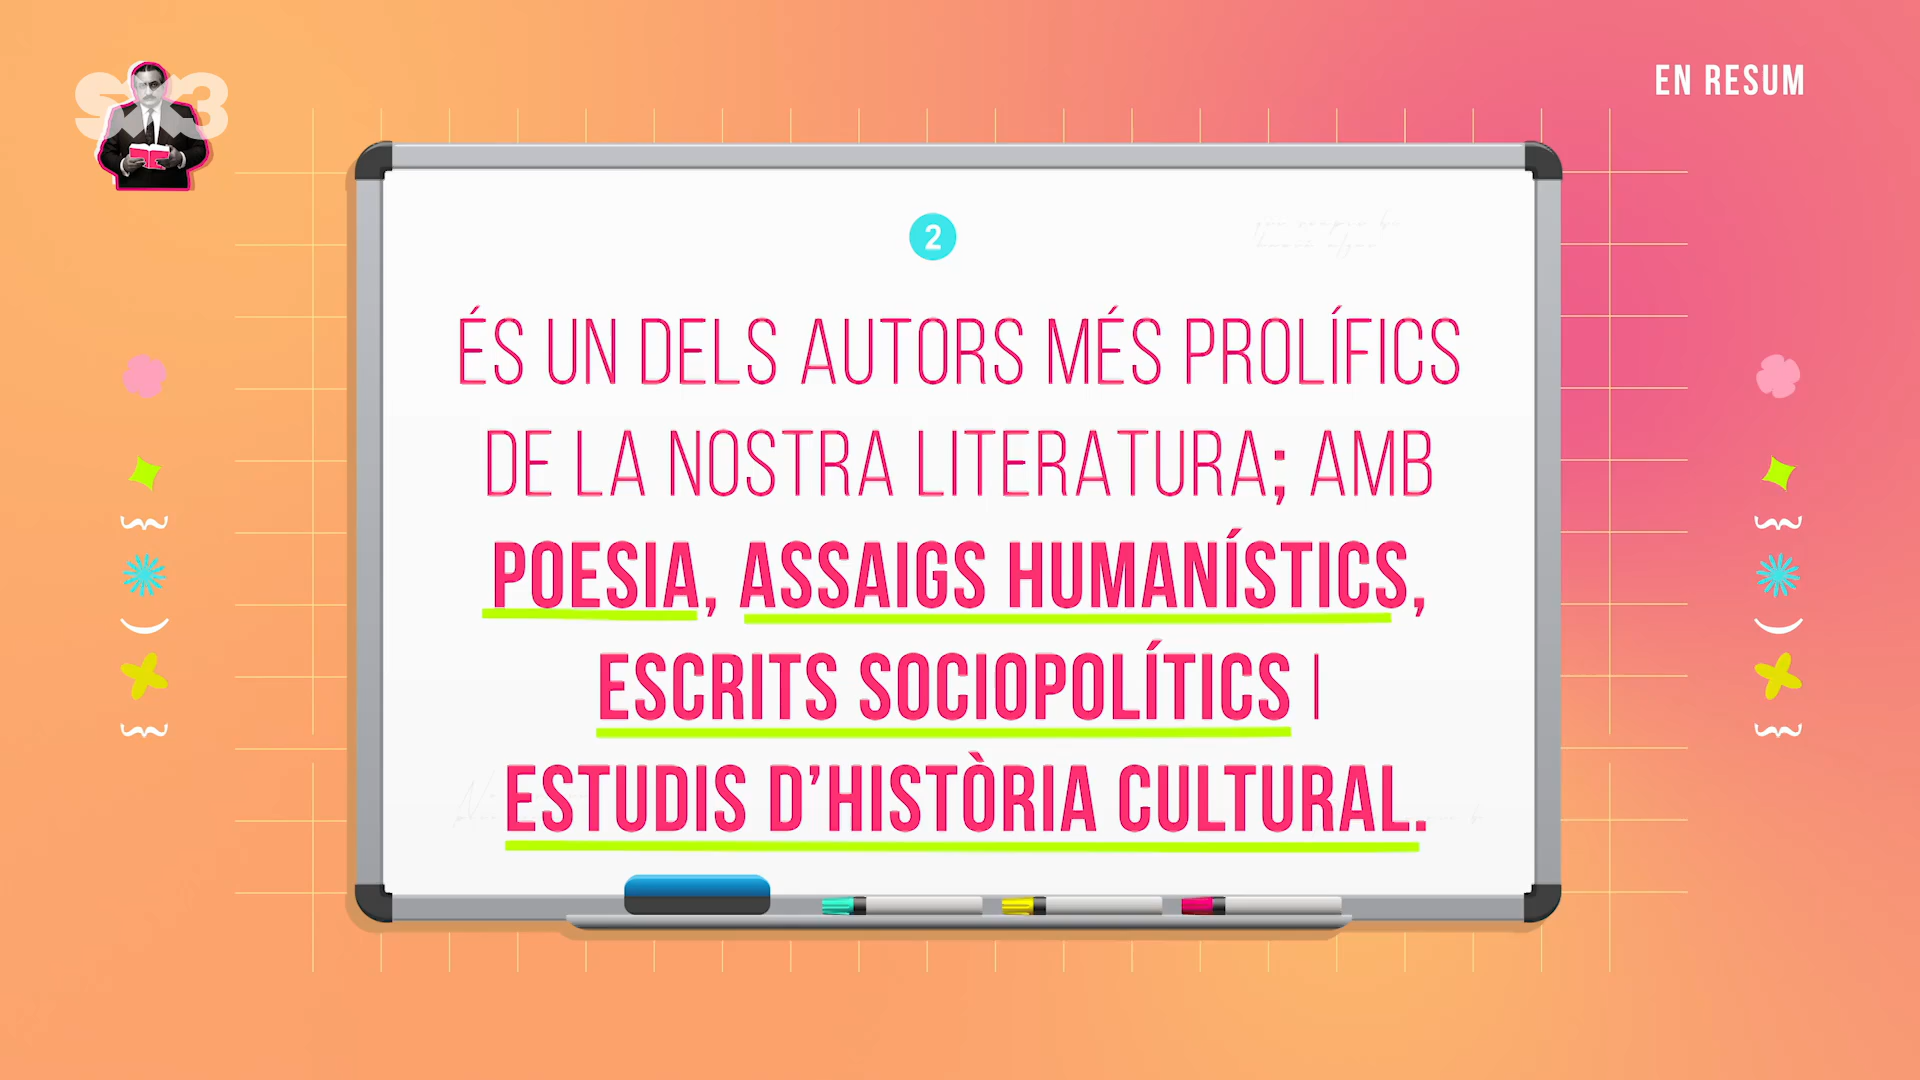 SX3
EN RESUM
2
ÉS UN DELS AUTORS MÉS PROLÍFICS
DE LA NOSTRA LITERATURA; AMB
POESIA, ASSAIGS HUMANÍSTICS,
ESCRITS SOCIOPOLÍTICS I
ESTUDIS D’HISTÒRIA CULTURAL.